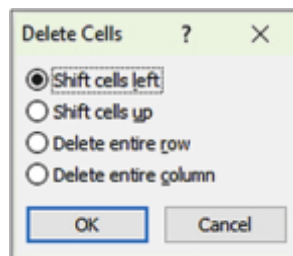 Delete Cells ? ×
Shift cells left
Shift cells up
Delete entire row
Delete entire column
OK Cancel